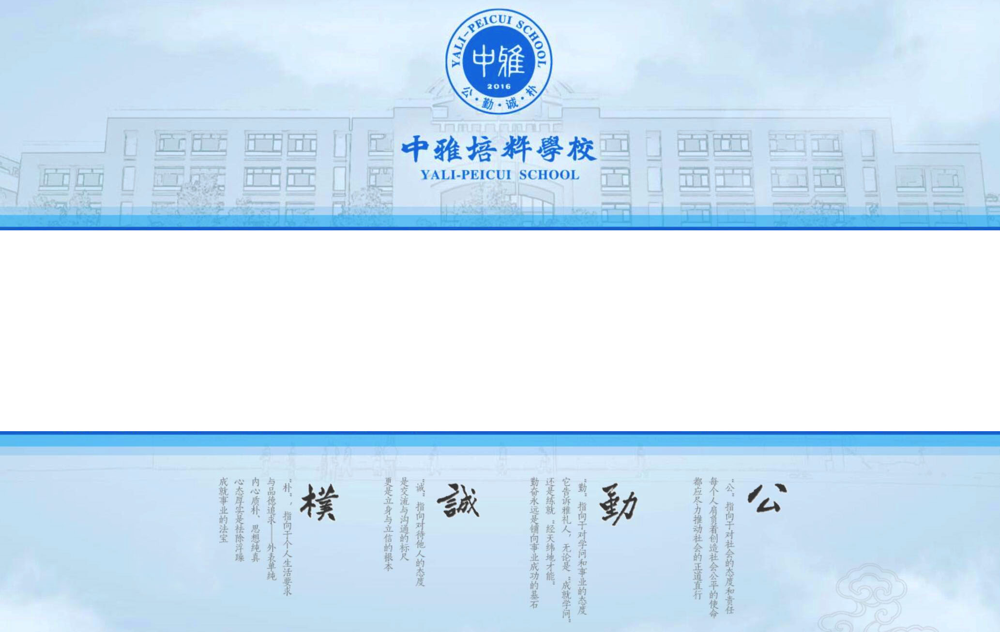 YALI-PEICUI SCHOOL
中雅
2016
公·勤·诚·朴
中雅培粹學校
YALI-PEICUI SCHOOL
公
“公”指向于对社会的态度和责任
每个人肩负着创造社会公平的使命
都应尽力推动社会的正道直行
勤
“勤”指向于对学问和事业的态度
它告诉雅礼人，无论是“成就学问”
还是练就“经天纬地才能”
勤奋永远是铺向事业成功的基石
誠
“诚”指向对待他人的态度
是交流与沟通的标尺
更是立身与立信的根本
樸
“朴”，指向于个人生活要求
与品德追求——外表单纯
内心质朴、思想纯真
心态厚实是祛除浮躁
成就事业的法宝